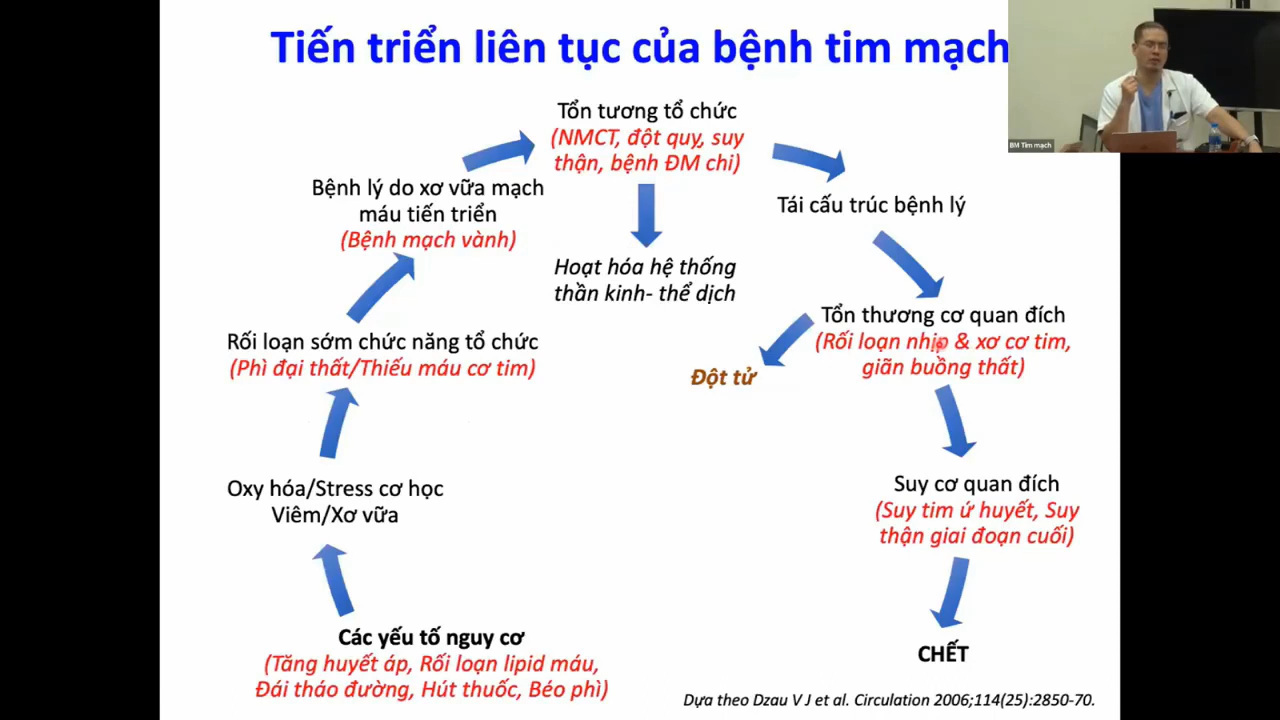 Tiến triển liên tục của bệnh tim mạch
BM Tim mạch
Tổn tương tổ chức
(NMCT, đột quỵ, suy
thận, bệnh ĐM chi)
Bệnh lý do xơ vữa mạch
máu tiến triển
(Bệnh mạch vành)
Tái cấu trúc bệnh lý
Hoạt hóa hệ thống
thần kinh- thể dịch
Rối loạn sớm chức năng tổ chức
(Phì đại thất/Thiếu máu cơ tim)
Tổn thương cơ quan đích
(Rối loạn nhịp & xơ cơ tim,
giãn buồng thất)
Đột tử
Oxy hóa/Stress cơ học
Viêm/Xơ vữa
Suy cơ quan đích
(Suy tim ứ huyết, Suy
thận giai đoạn cuối)
Các yếu tố nguy cơ
(Tăng huyết áp, Rối loạn lipid máu,
Đái tháo đường, Hút thuốc, Béo phì)
CHẾT
Dựa theo Dzau V J et al. Circulation 2006;114(25):2850-70.